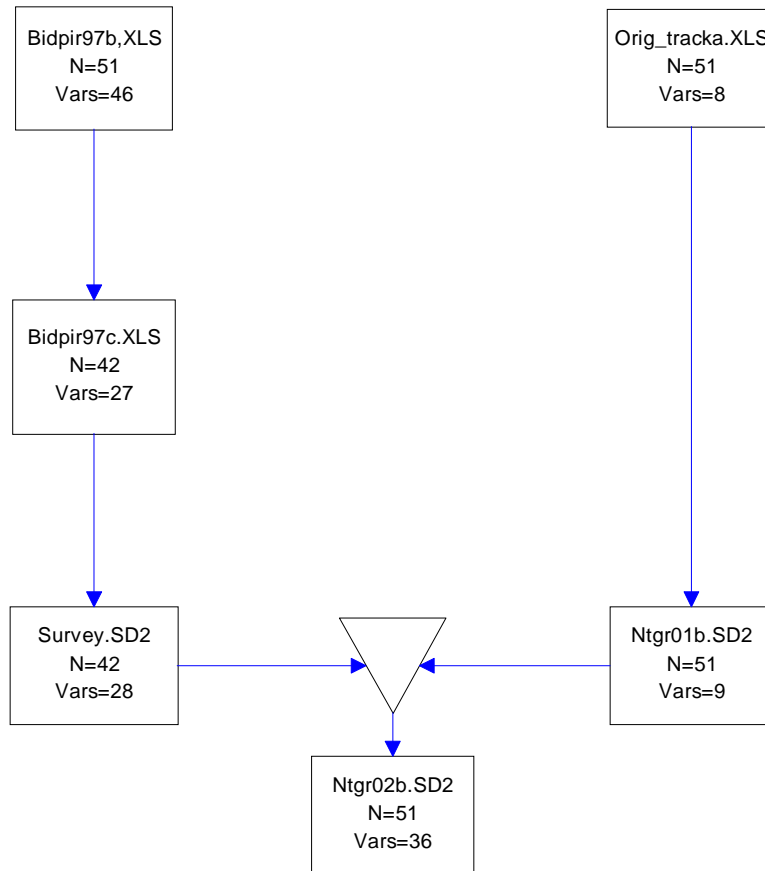 Bidpir97b,XLS
N=51
Vars=46
Orig_tracka.XLS
N=51
Vars=8
Bidpir97c.XLS
N=42
Vars=27
Survey.SD2
N=42
Vars=28
Ntgr01b.SD2
N=51
Vars=9
Ntgr02b.SD2
N=51
Vars=36